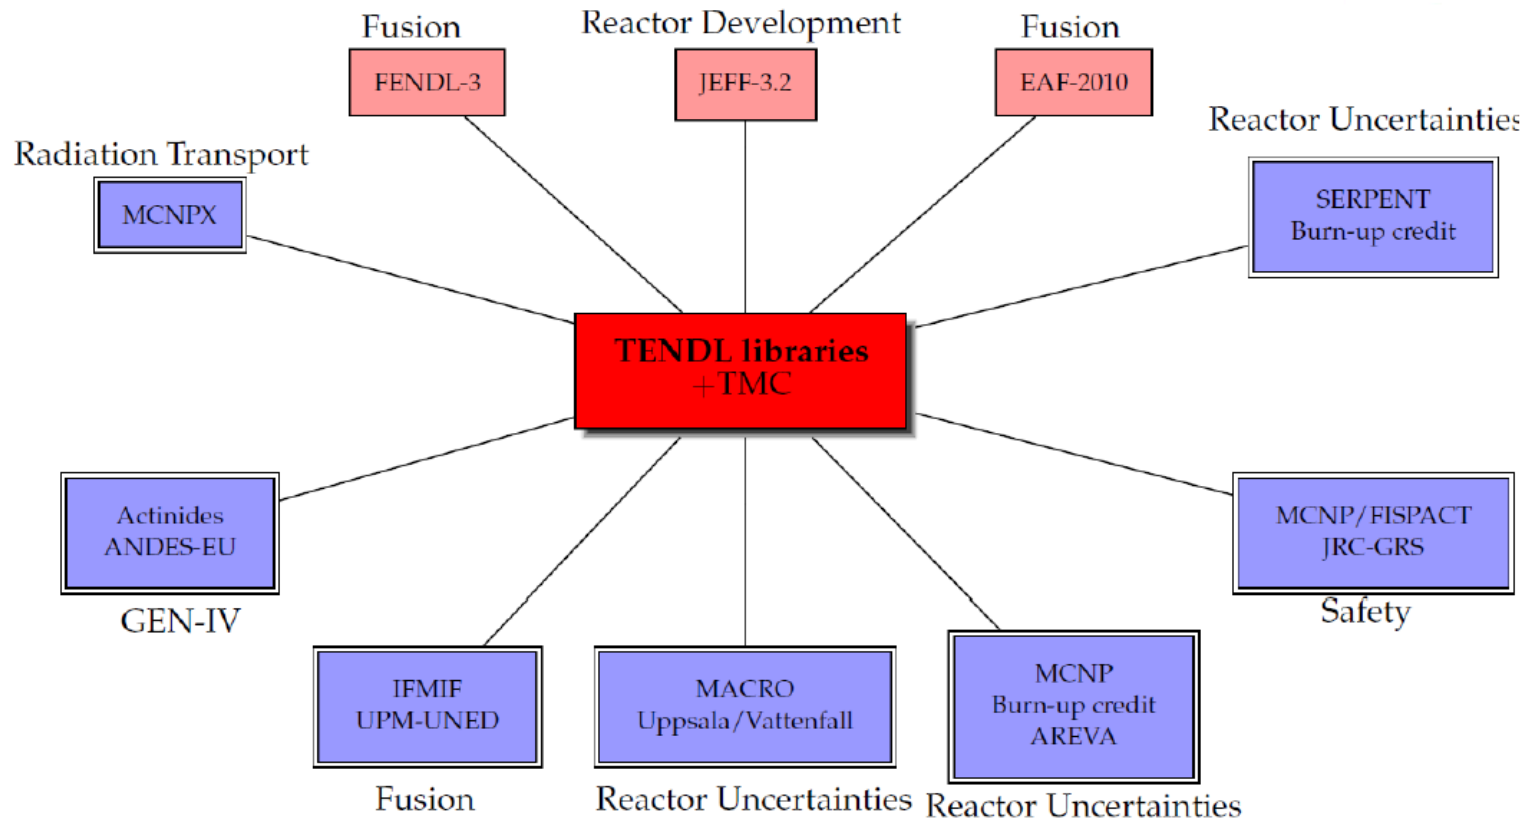 Fusion
FENDL-3
Reactor Development
JEFF-3.2
Fusion
EAF-2010
Reactor Uncertainties
SERPENT
Burn-up credit
Radiation Transport
MCNPX
TENDL libraries
+TMC
Actinides
ANDES-EU
GEN-IV
MCNP/FISPACT
JRC-GRS
Safety
IFMIF
UPM-UNED
Fusion
MACRO
Uppsala/Vattenfall
Reactor Uncertainties
MCNP
Burn-up credit
AREVA
Reactor Uncertainties